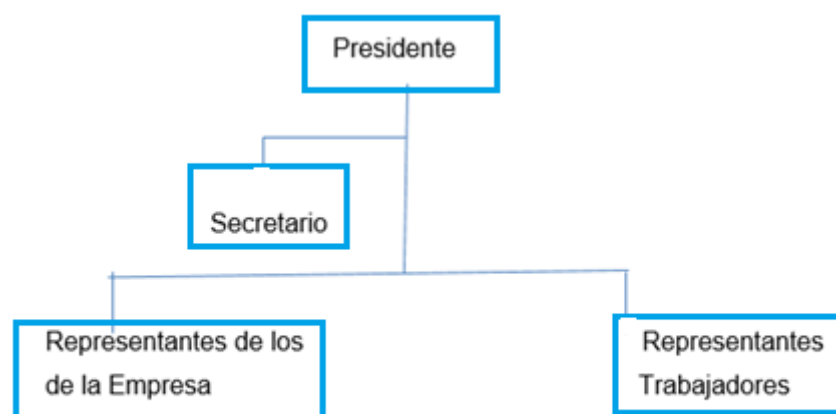 Presidente
Secretario
Representantes de los
de la Empresa
Representantes
Trabajadores